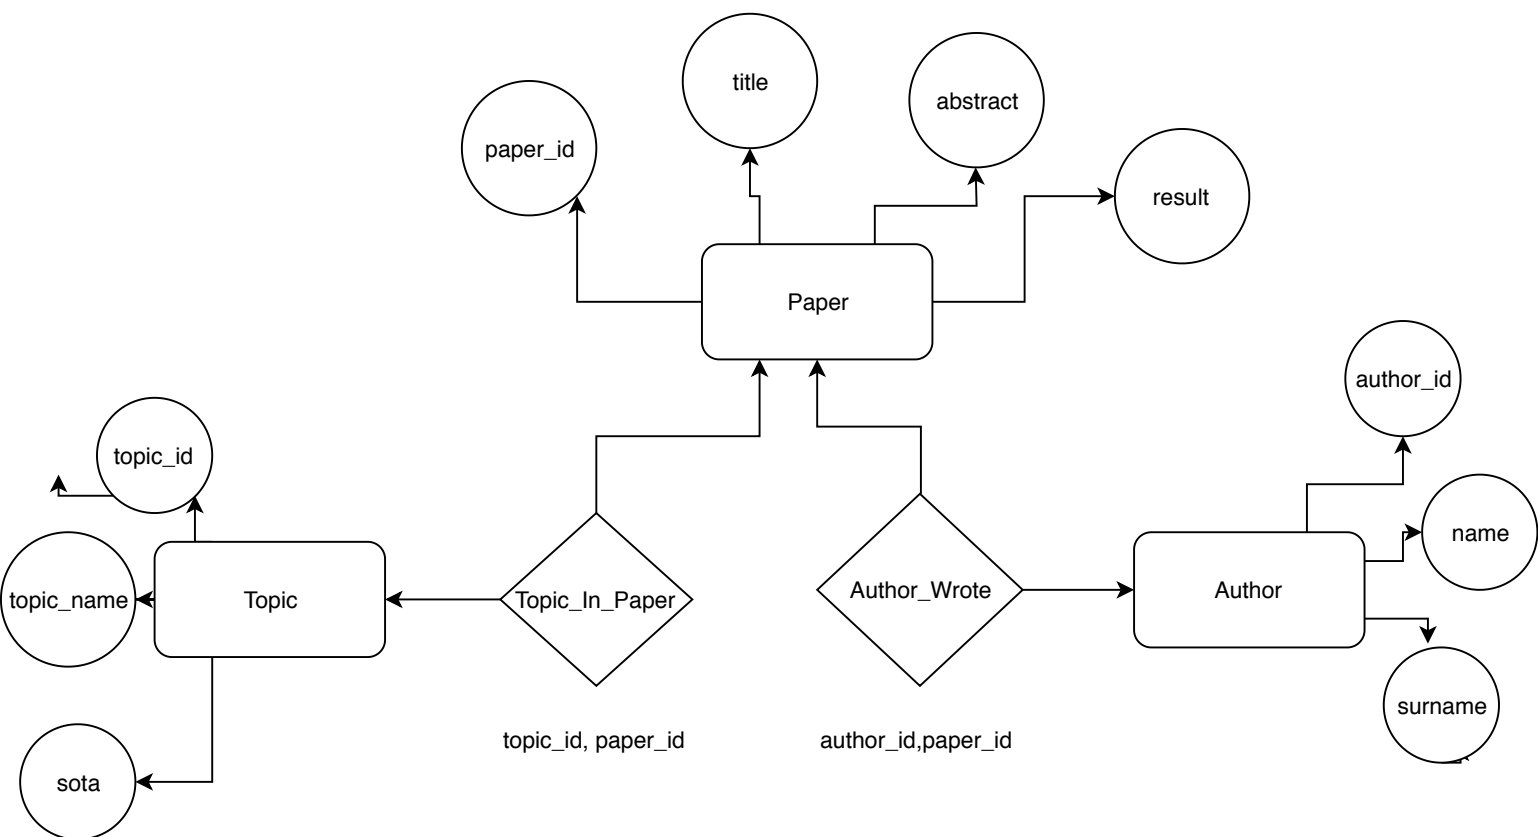 title
abstract
paper_id
result
Paper
author_id
topic_id
name
Author_Wrote
Author
topic_name
Topic
Topic_In_Paper
surname
topic_id, paper_id
author_id,paper_id
sota